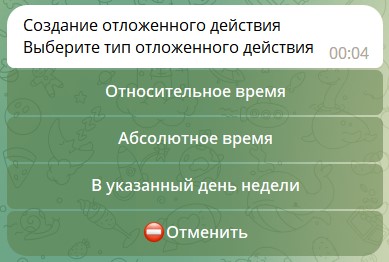 Создание отложенного действия
Выберите тип отложенного действия
00:04
Относительное время
Абсолютное время
В указанный день недели
⛔Отменить